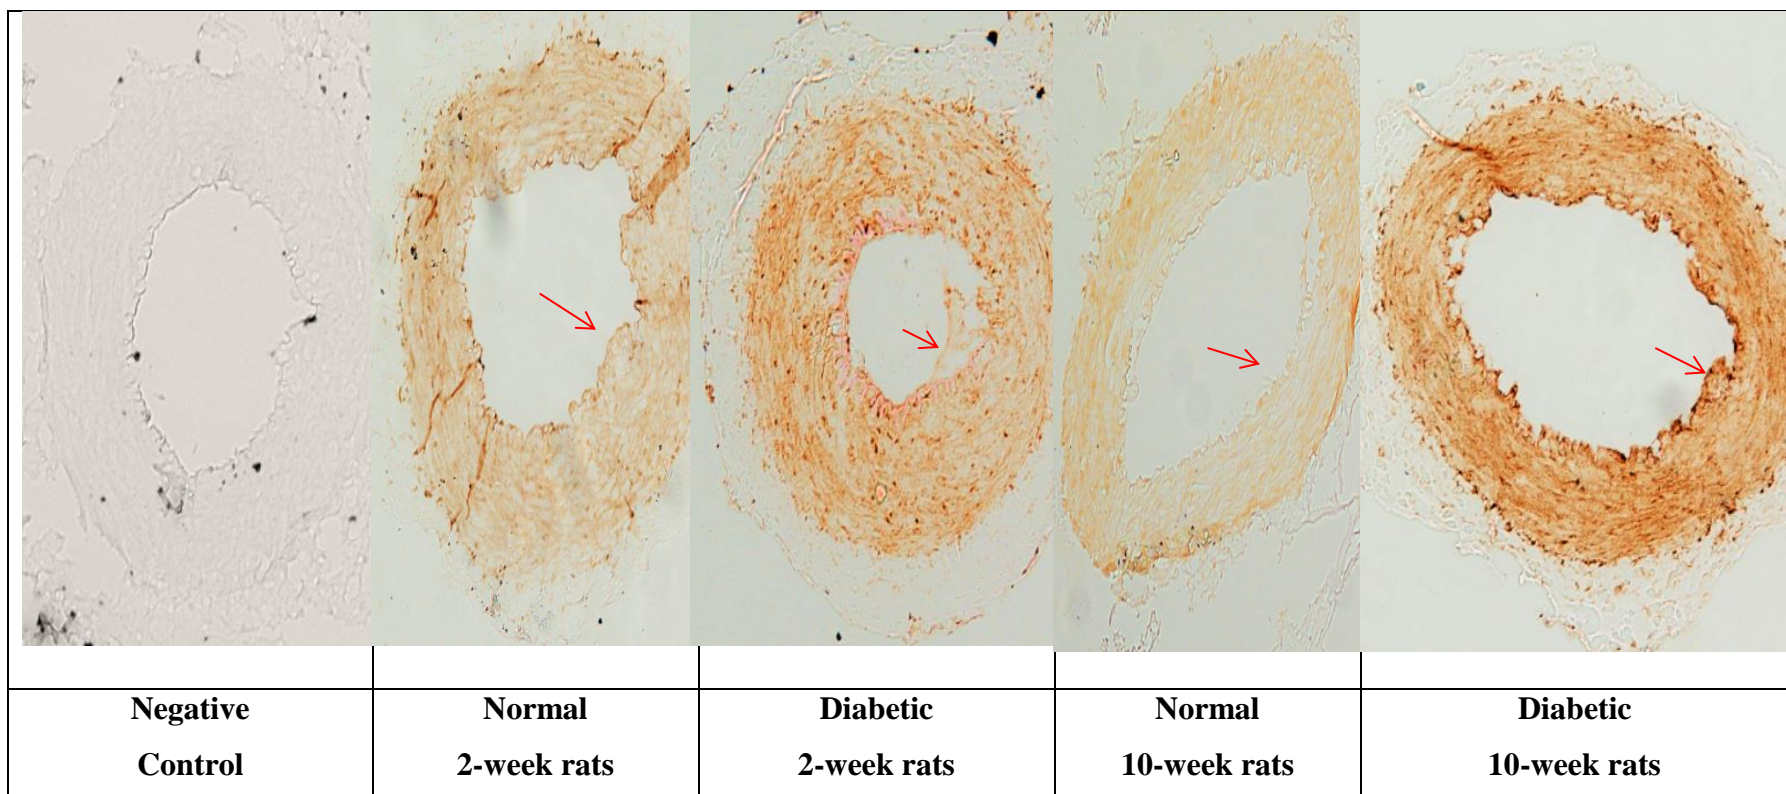 Negative
Control
Normal
2-week rats
Diabetic
2-week rats
Normal
10-week rats
Diabetic
10-week rats